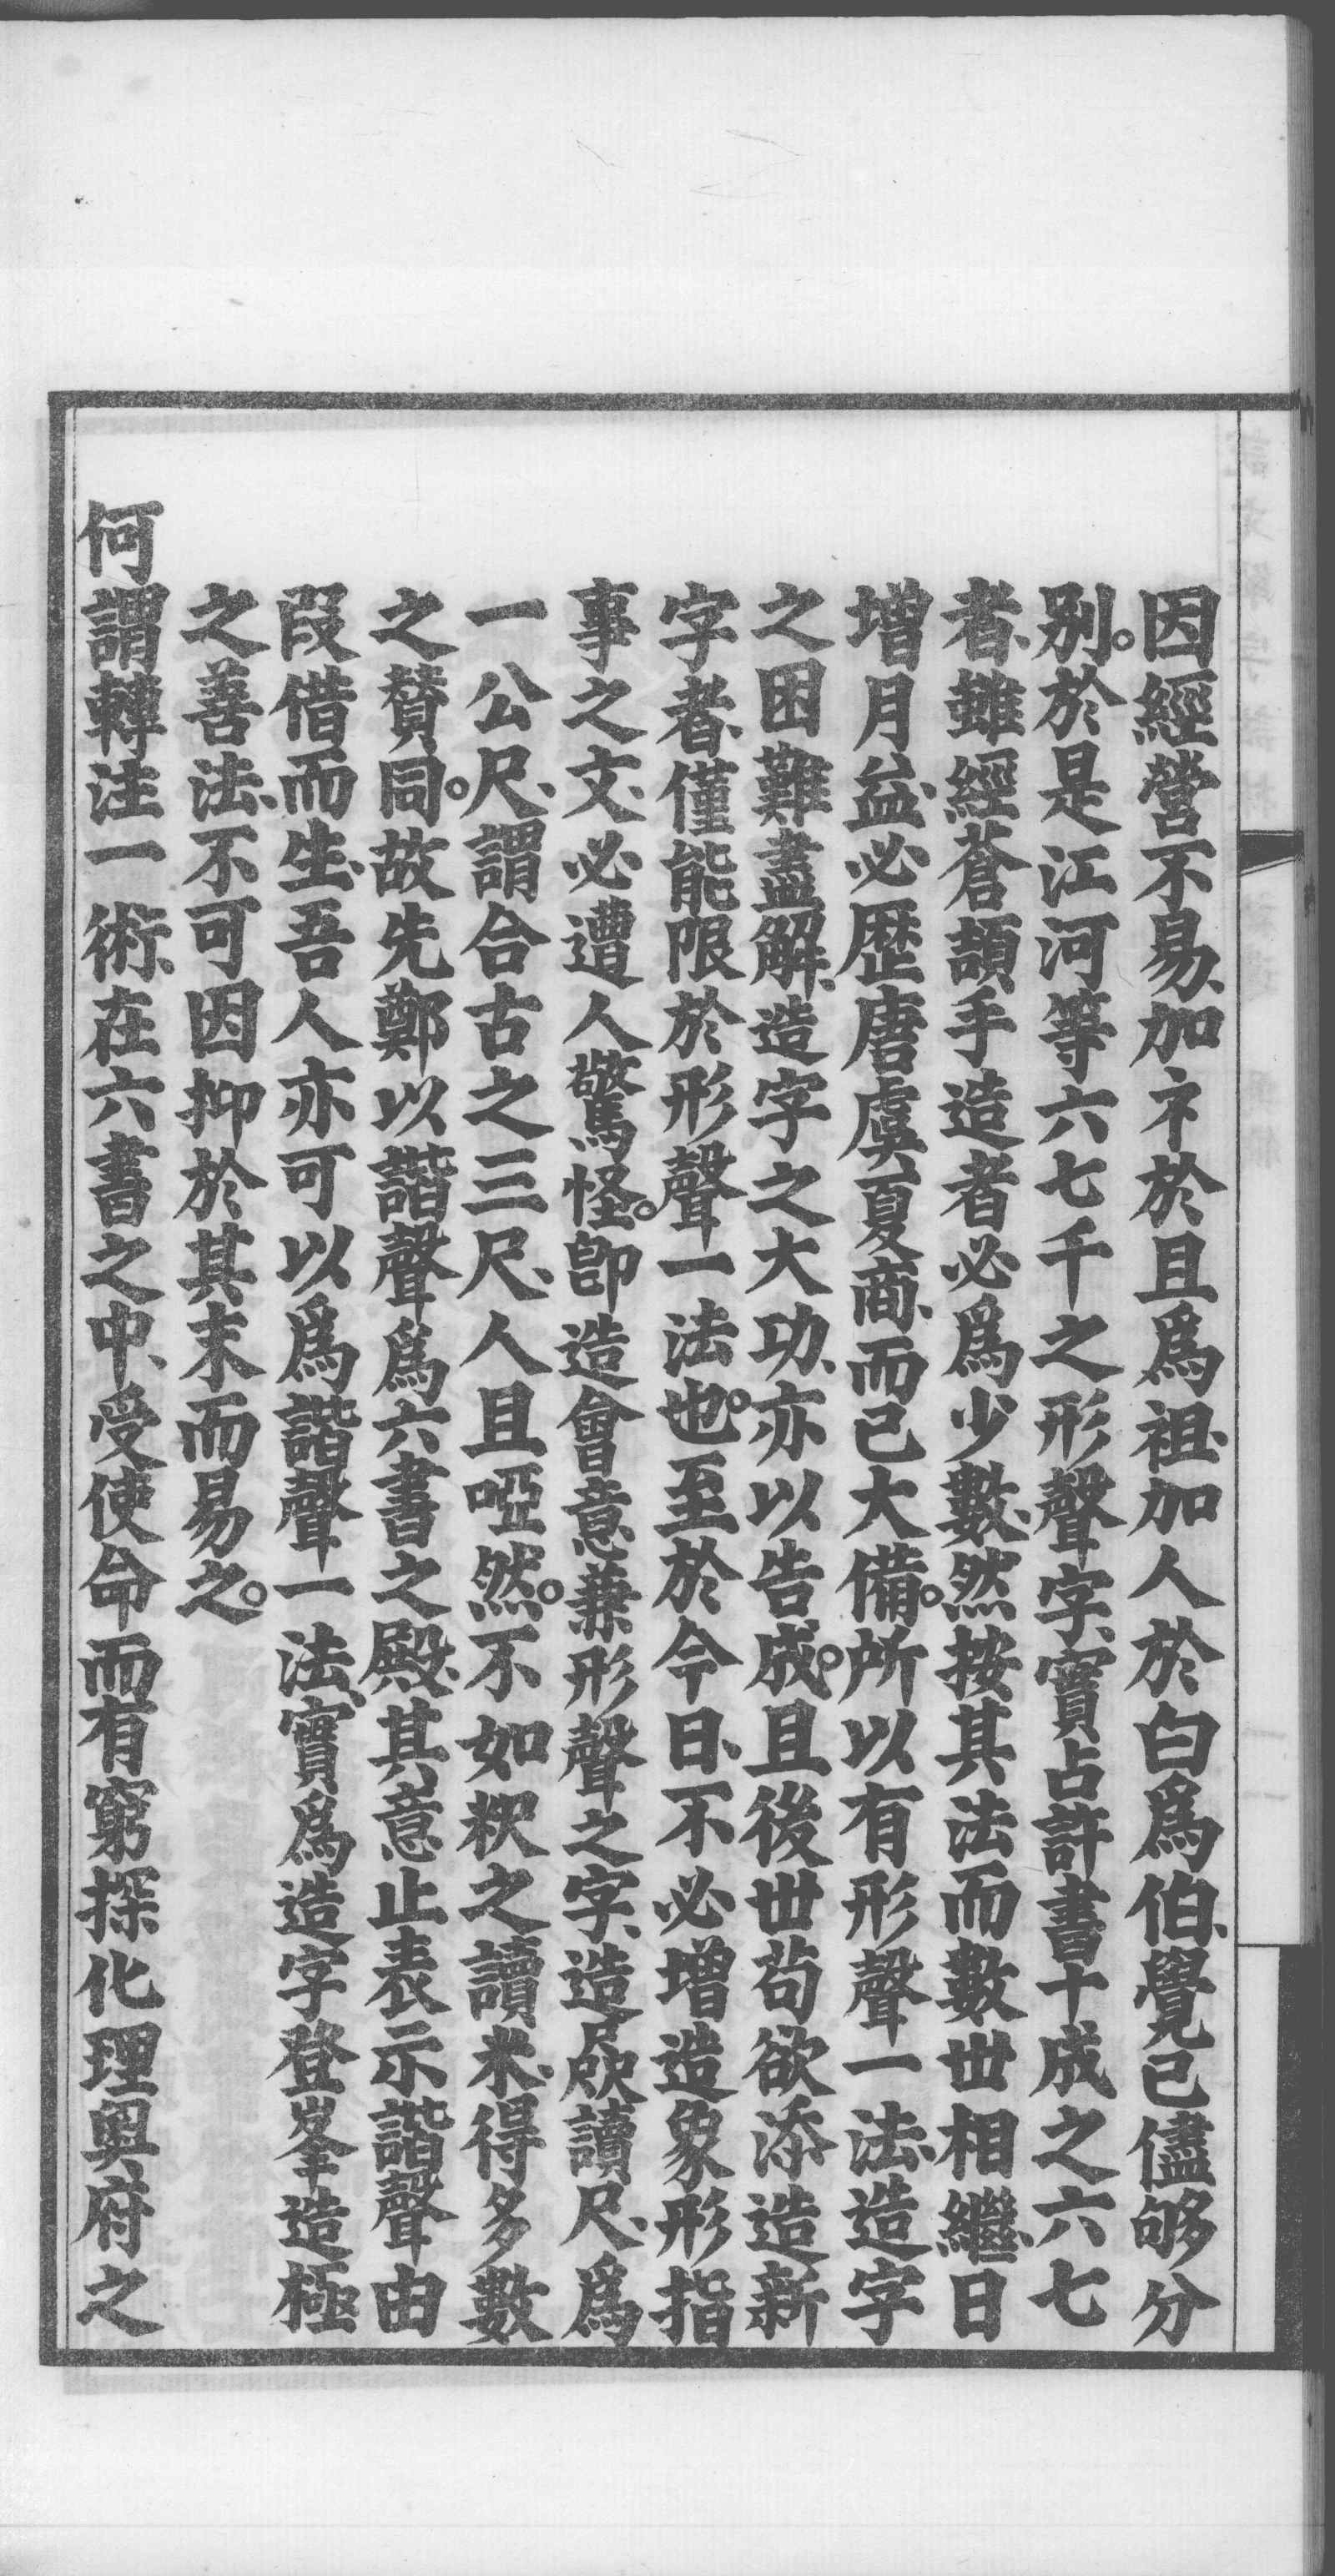 因經營不易、加礻於且爲祖、加人於白爲伯、覺已儘够分
别。於是江河等六七千之形聲字、實占許書十成之六七
者、雖經蒼頡手造者必爲少數、然按其法而數世相繼、日
增月益、必歴唐虞夏商、而已大備。所以有形聲一法、造字
之困難盡解、造字之大功、亦以告成。且後世苟欲添造新
字者、僅能限於形聲一法也。至於今日、不必增造象形指
事之文、必遭人驚怪。卽造會意兼形聲之字、造讀尺、爲
一公尺、謂合古之三尺、人且啞然。不如籶之讀米、得多數
之賛同。故先鄭以諧聲爲六書之殿、其意止表示諧聲由
叚借而生、吾人亦可以爲諧聲一法、實爲造字登峯造極
之善法、不可因抑於其末而易之。
何謂轉注一術、在六書之中、受使命而有窮探化理奥府之